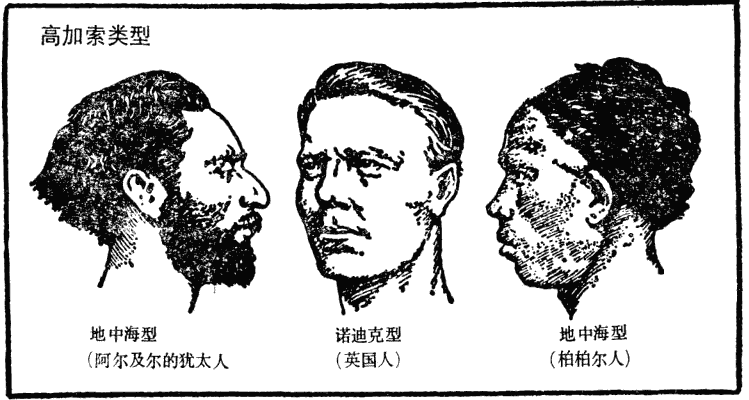 高加索类型
地中海型
（阿尔及尔的犹太人
诺迪克型
（英国人）
地中海型
（柏柏尔人）